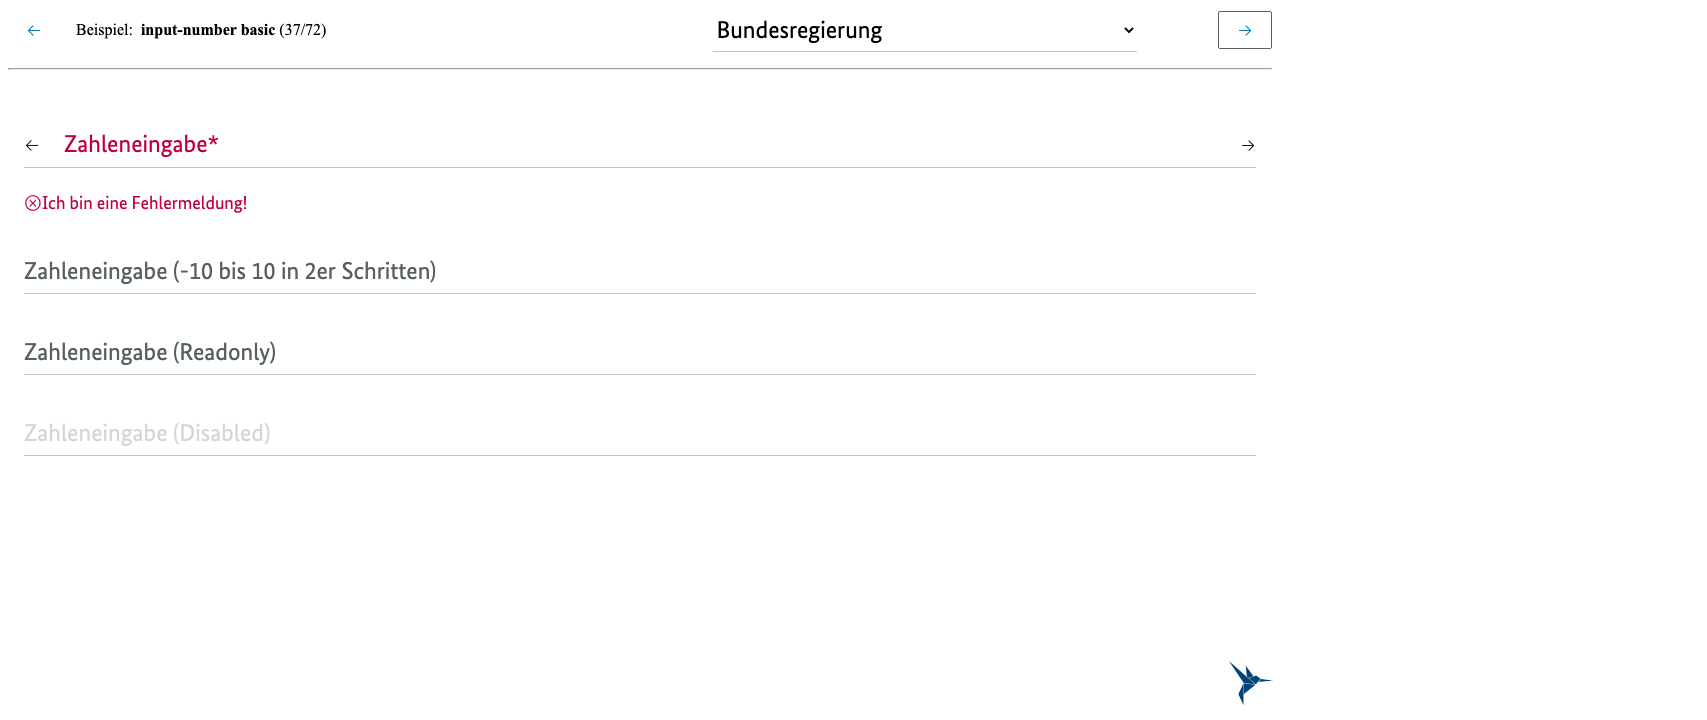 Beispiel: input-number basic (37/72)
Bundesregierung
Zahleneingabe*
Ich bin eine Fehlermeldung!
Zahleneingabe (-10 bis 10 in 2er Schritten)
Zahleneingabe (Readonly)
Zahleneingabe (Disabled)